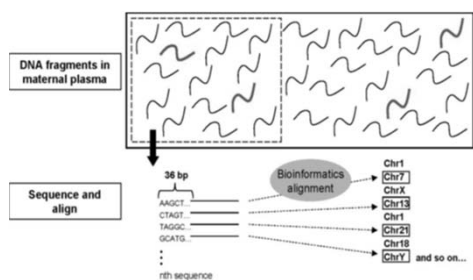 DNA fragments in
maternal plasma
Sequence and
align
36 bp
AAGCT...
CTAGT...
TAGGC...
GCATG...
nth sequence
Bioinformatics
alignment
Chr1
Chr7
ChrX
Chr13
Chr1
Chr21
Chr18
ChrY and so on...